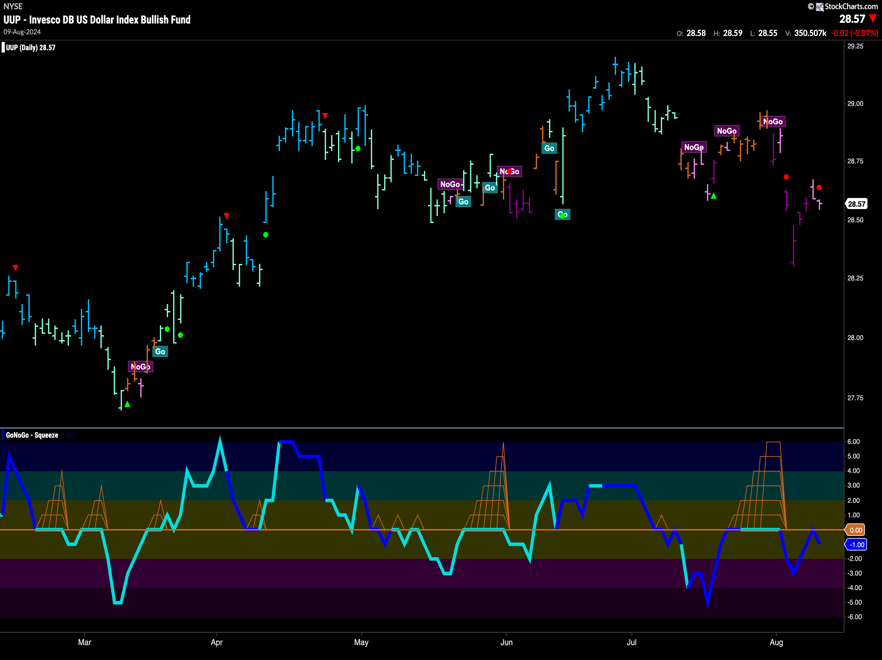 NYSE
© StockCharts.com
UUP - Invesco DB US Dollar Index Bullish Fund
28.57
09-Aug-2024
O: 28.58 H: 28.59 L: 28.55 V: 350.507k -0.02 (-0.07%)
UUP (Daily) 28.57
29.25
29.00
28.75
28.57
28.50
28.25
28.00
27.75
NoGo
Go
NoGo
Go
Go
NoGo
Go
Go
NoGo
NoGo
NoGo
GoNoGo - Squeeze
6.00
5.00
4.00
3.00
2.00
1.00
0.00
-1.00
-2.00
-3.00
-4.00
-5.00
-6.00
Mar Apr May Jun Jul Aug